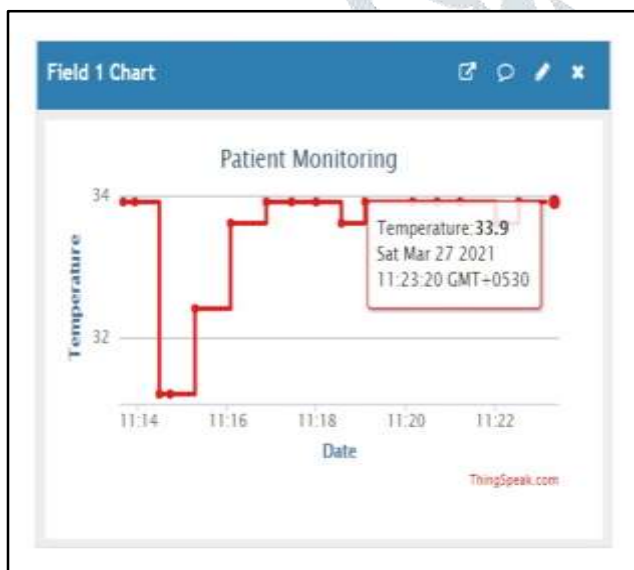 Field 1 Chart
Patient Monitoring
34
32
Temperature
Temperature:33.9
Sat Mar 27 2021
11:23:20 GMT+0530
11:14 11:16 11:18 11:20 11:22
Date
ThingSpeak.com